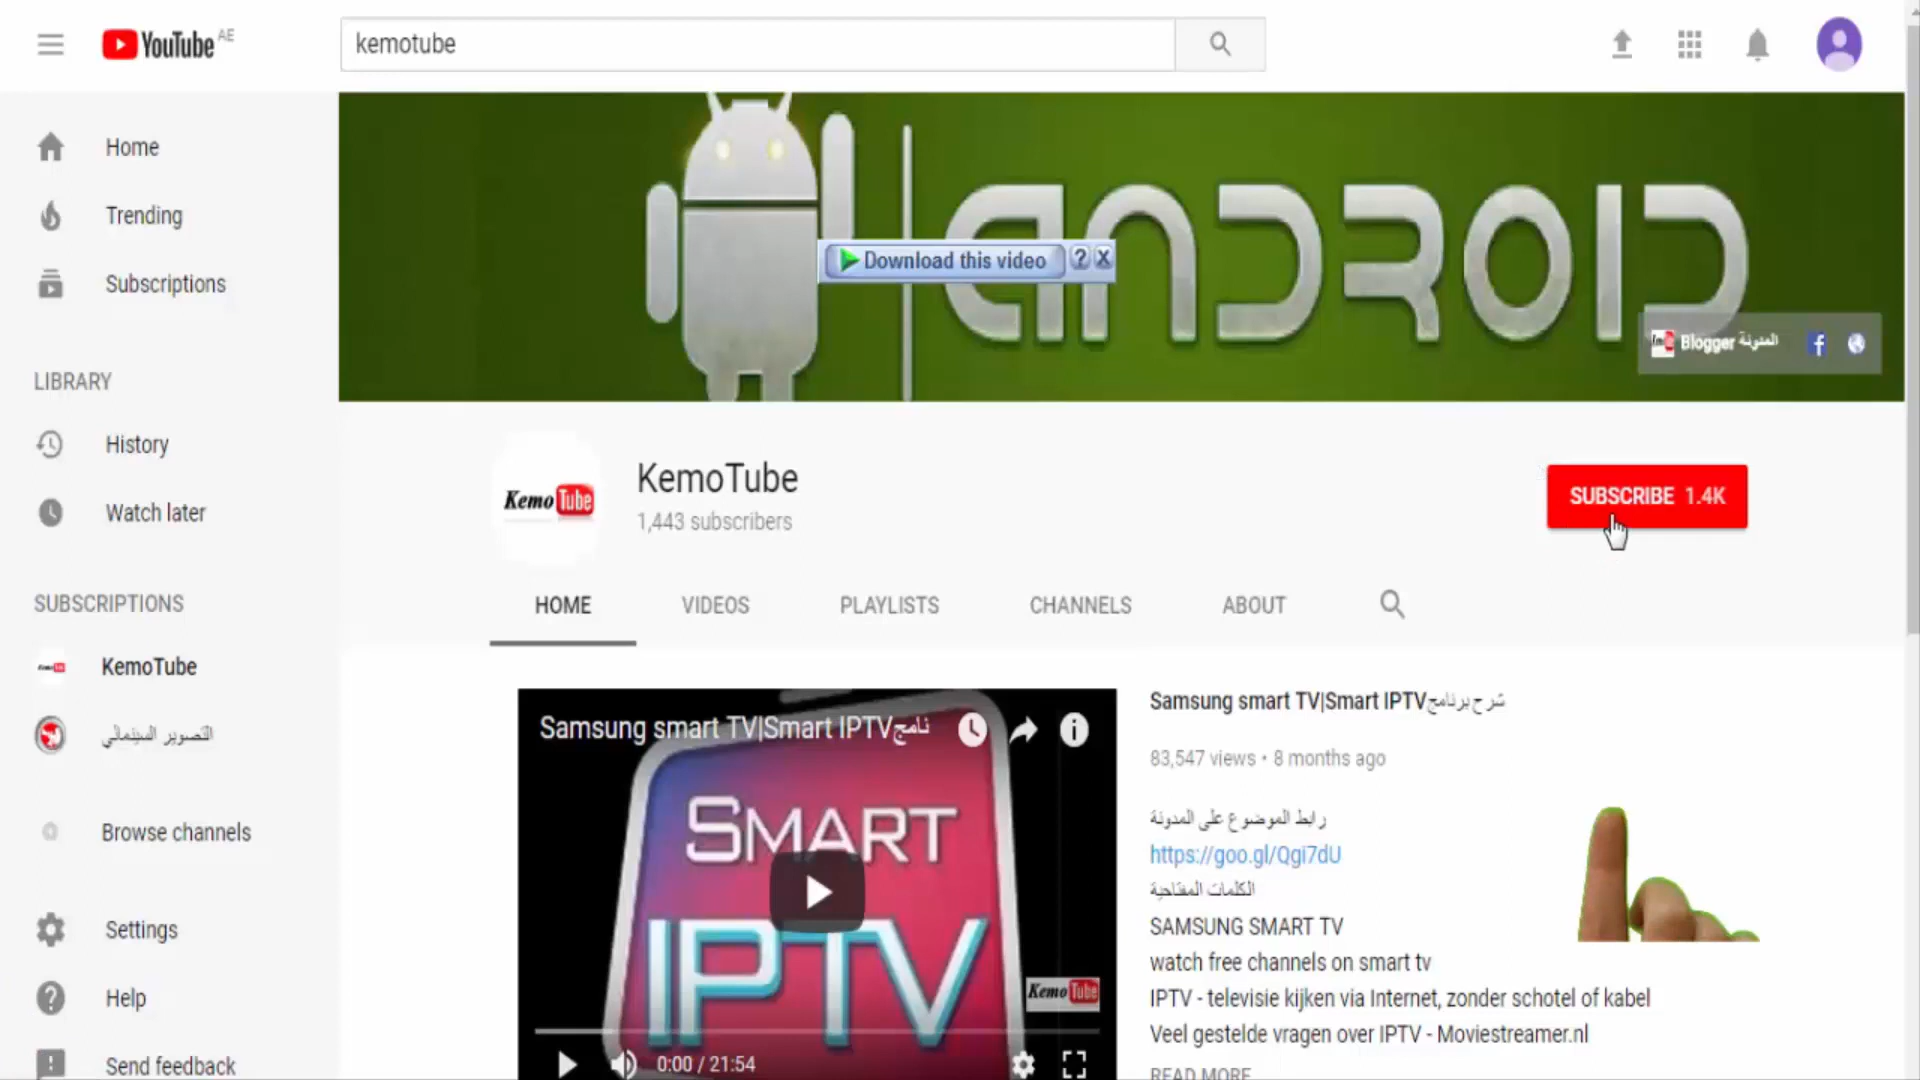 YouTube AE
kemotube
Home
Trending
Subscriptions
LIBRARY
History
Watch later
SUBSCRIPTIONS
KemoTube
التصوير السينمائي
Browse channels
Settings
Help
Send feedback
ANDROID
Download this video ? X
Blogger المدونة
Kemo Tube
KemoTube
1,443 subscribers
SUBSCRIBE 1.4K
HOME VIDEOS PLAYLISTS CHANNELS ABOUT
Samsung smart TV|Smart IPTVنامج
SMART
IPTV
Kemo Tube
0:00 / 21:54
Samsung smart TV|Smart IPTVشرح برنامج
83,547 views • 8 months ago
رابط الموضوع على المدونة
https://goo.gl/Qgi7dU
الكلمات المفتاحية
SAMSUNG SMART TV
watch free channels on smart tv
IPTV - televisie kijken via Internet, zonder schotel of kabel
Veel gestelde vragen over IPTV - Moviestreamer.nl
READ MORE